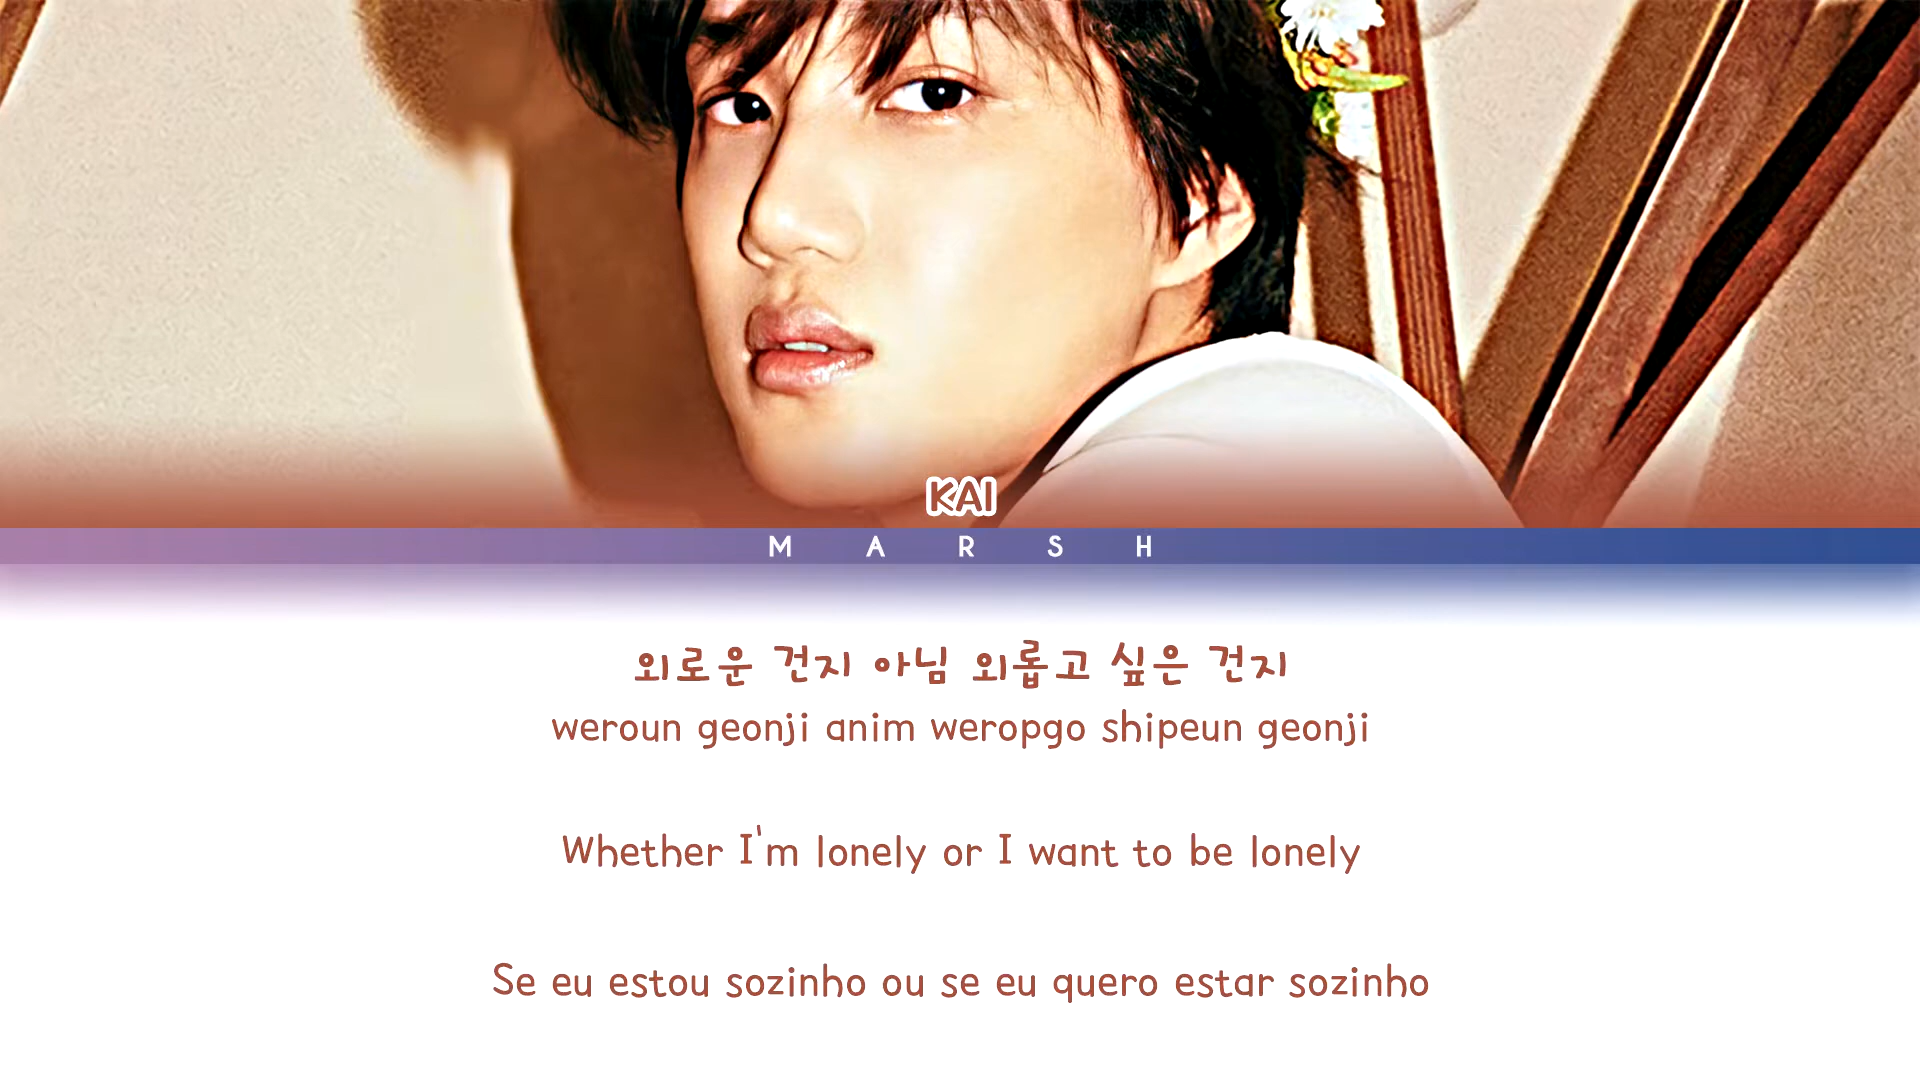 KAI
MARSH
외로운 건지 아님 외롭고 싶은 건지
weroun geonji anim weropgo shipeun geonji
Whether I'm lonely or I want to be lonely
Se eu estou sozinho ou se eu quero estar sozinho